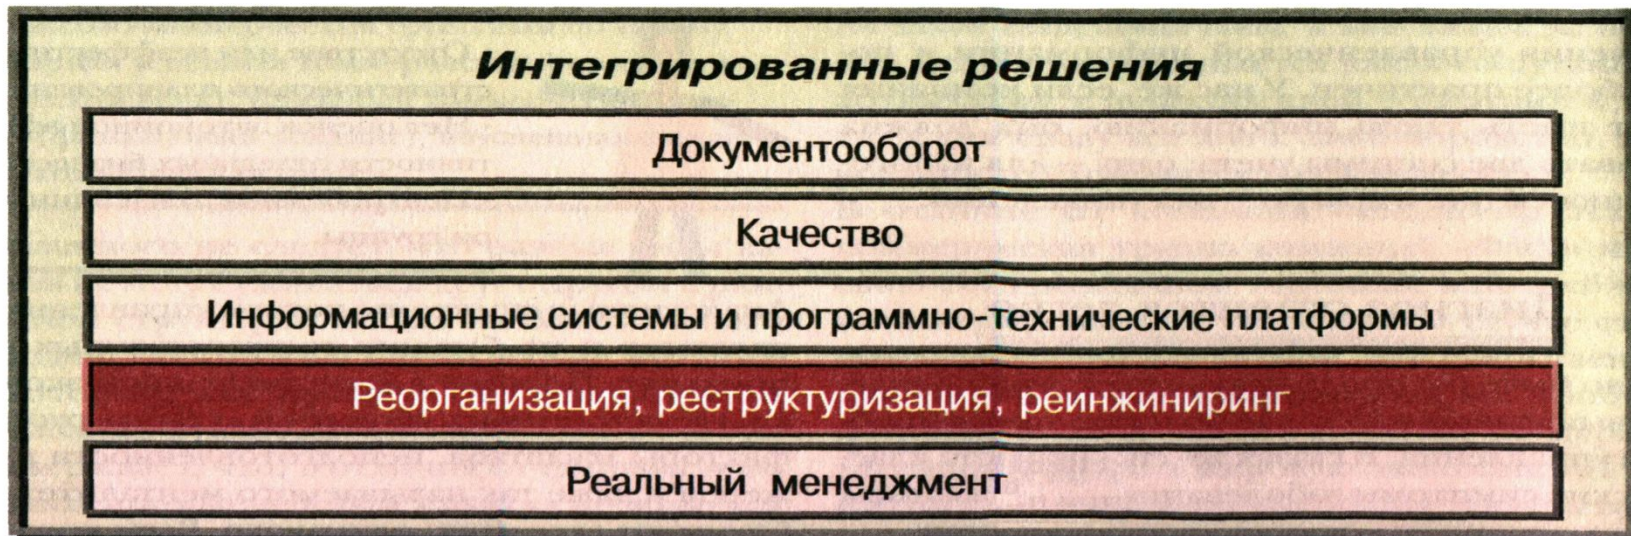 Интегрированные решения
Документооборот
Качество
Информационные системы и программно-технические платформы
Реорганизация, реструктуризация, реинжиниринг
Реальный менеджмент